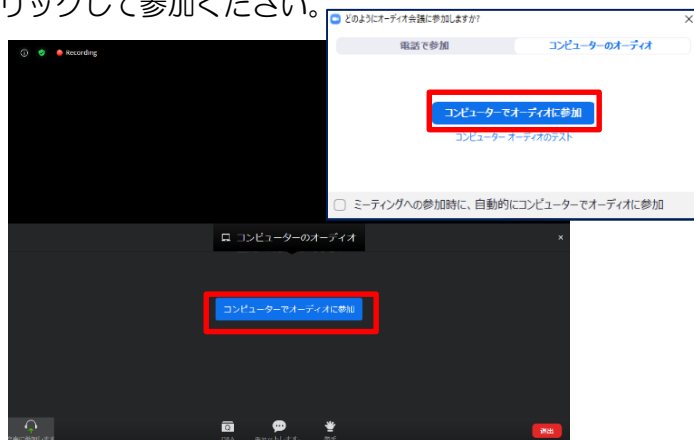 リックして参加ください。
どのようにオーディオ会議に参加しますか?
電話で参加
コンピューターのオーディオ
コンピューターでオーディオに参加
コンピューター オーディオのテスト
ミーティングへの参加時に、自動的にコンピューターでオーディオに参加
Recording
コンピューターのオーディオ
コンピューターでオーディオに参加
退出